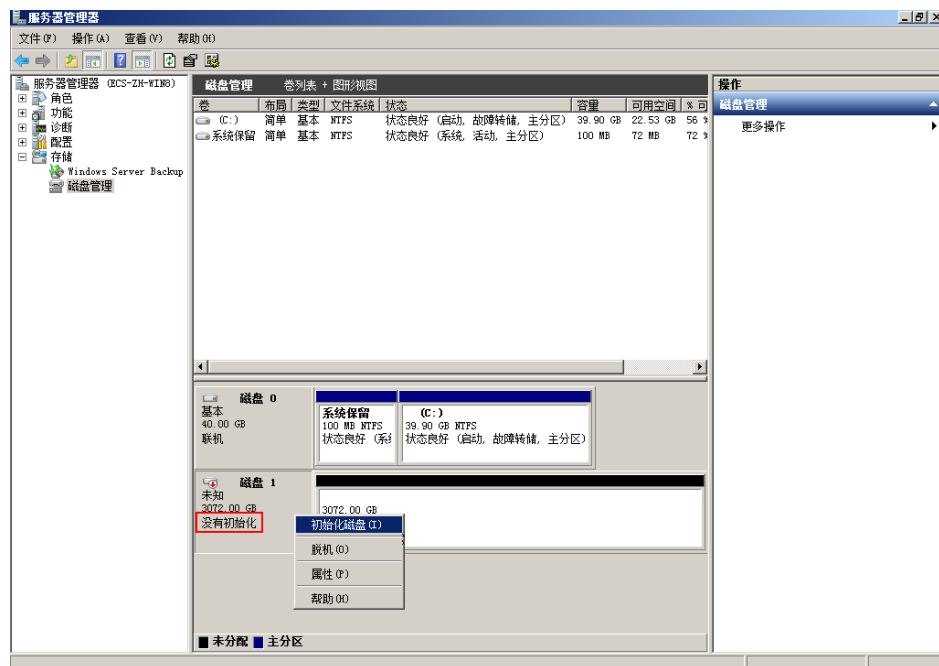 服务器管理器
文件(F) 操作(A) 查看(V) 帮助(H)
服务器管理器 (ECS-ZH-WIN8)
角色
功能
诊断
配置
存储
Windows Server Backup
磁盘管理
磁盘管理 卷列表 + 图形视图
卷 布局 类型 文件系统 状态 容量 可用空间 % 可
(C:) 简单 基本 NTFS 状态良好 (启动, 故障转储, 主分区) 39.90 GB 22.53 GB 56 %
系统保留 简单 基本 NTFS 状态良好 (系统, 活动, 主分区) 100 MB 72 MB 72 %
磁盘 0
基本
40.00 GB
联机
系统保留
100 MB NTFS
状态良好 (系
(C:)
39.90 GB NTFS
状态良好 (启动, 故障转储, 主分区)
磁盘 1
未知
3072.00 GB
没有初始化
3072.00 GB
初始化磁盘(I)
脱机(O)
属性(P)
帮助(H)
未分配 主分区
操作
磁盘管理
更多操作